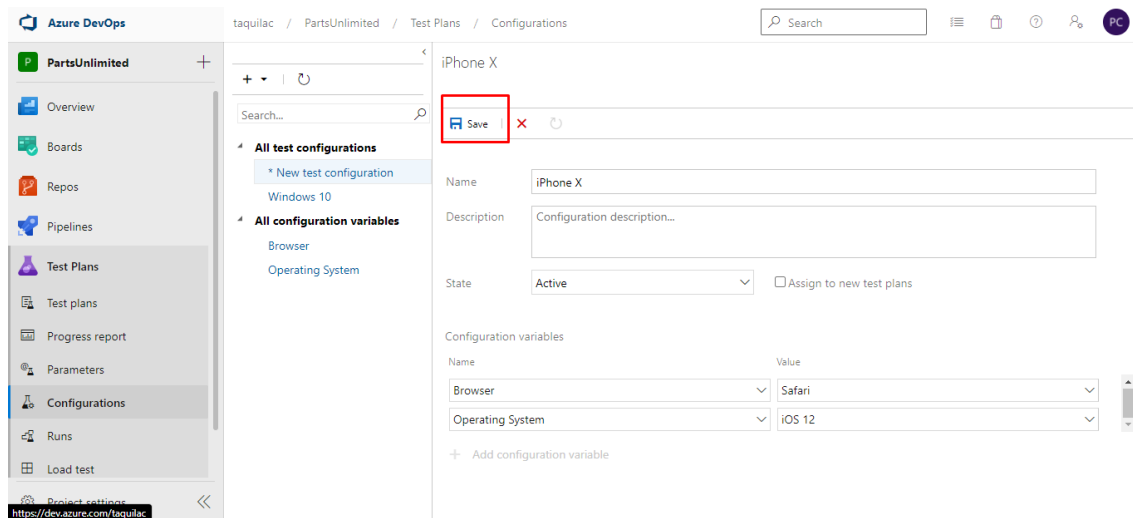 Azure DevOps
taquilac / PartsUnlimited / Test Plans / Configurations
Search
PC
P PartsUnlimited
Overview
Boards
Repos
Pipelines
Test Plans
Test plans
Progress report
Parameters
Configurations
Runs
Load test
Project settings
https://dev.azure.com/taquilac
Search...
All test configurations
* New test configuration
Windows 10
All configuration variables
Browser
Operating System
iPhone X
Save
Name iPhone X
Description Configuration description...
State Active Assign to new test plans
Configuration variables
Name Value
Browser Safari
Operating System iOS 12
Add configuration variable